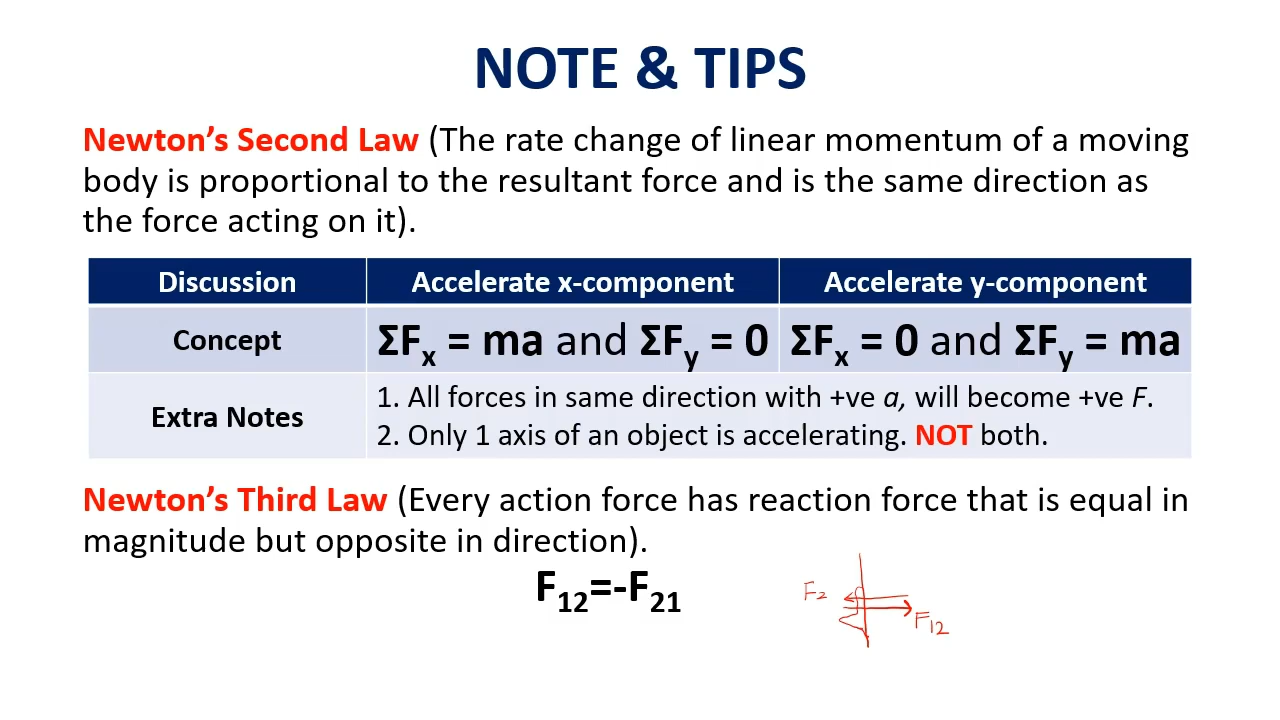 NOTE & TIPS
Newton’s Second Law (The rate change of linear momentum of a moving
body is proportional to the resultant force and is the same direction as
the force acting on it).
Discussion
Accelerate x-component
Accelerate y-component
Concept
ΣFx = ma and ΣFy = 0
ΣFx = 0 and ΣFy = ma
Extra Notes
1. All forces in same direction with +ve a, will become +ve F.
2. Only 1 axis of an object is accelerating. NOT both.
Newton’s Third Law (Every action force has reaction force that is equal in
magnitude but opposite in direction).
F12=-F21
F2
F12